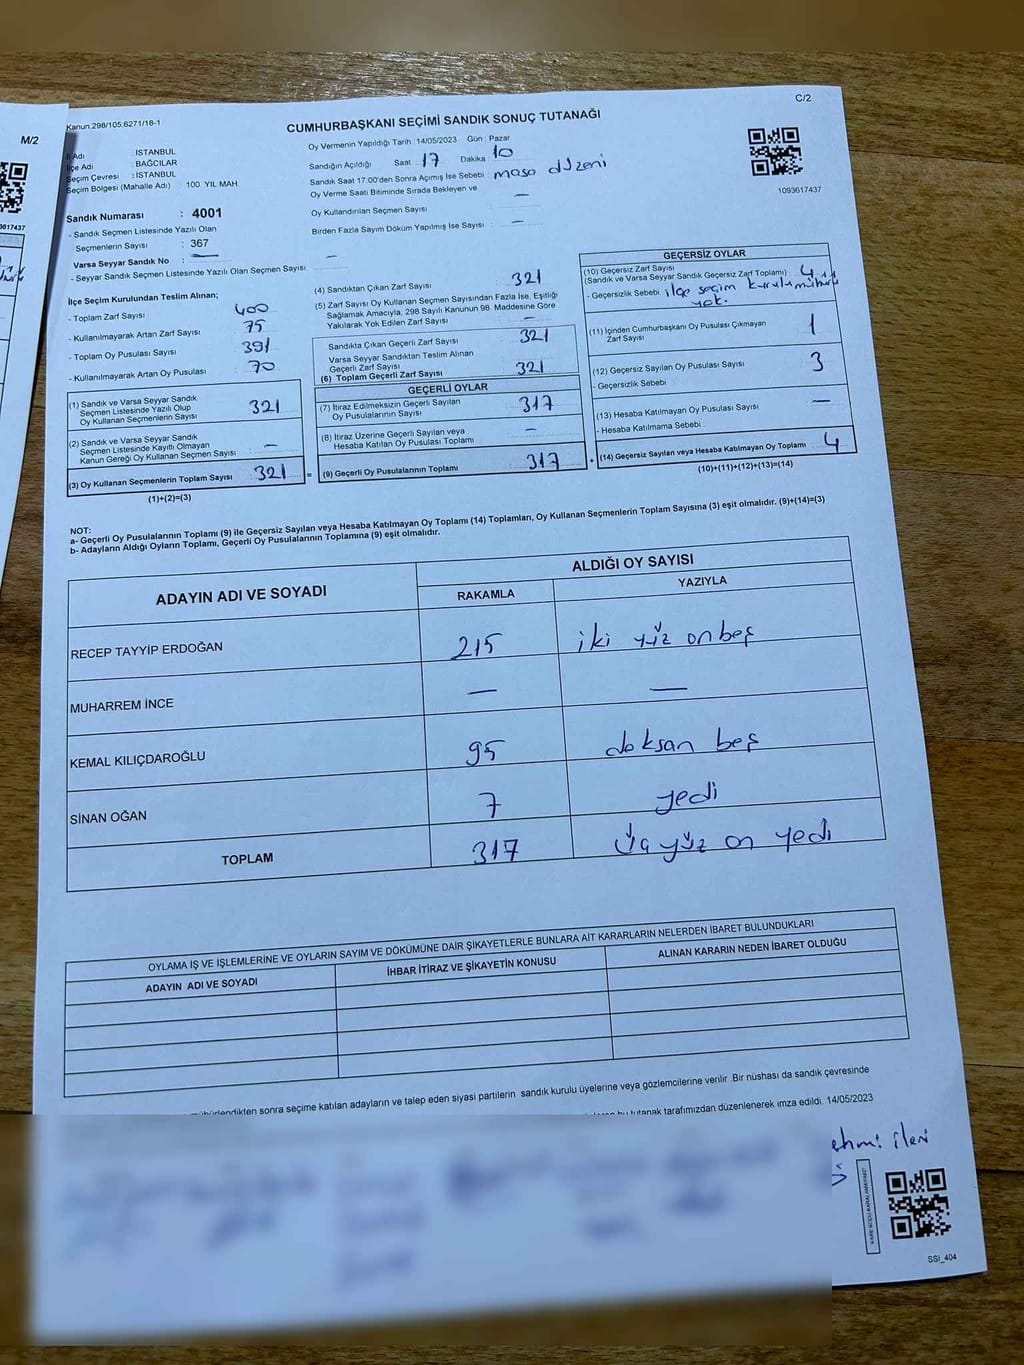 M/2
C/2
Kanun:298/105;6271/18-1
CUMHURBAŞKANI SEÇİMİ SANDIK SONUÇ TUTANAĞI
İl Adı : İSTANBUL
İlçe Adı : BAĞCILAR
Seçim Çevresi : İSTANBUL
Seçim Bölgesi (Mahalle Adı) 100. YIL MAH.
Oy Vermenin Yapıldığı Tarih : 14/05/2023 Gün : Pazar
Sandığın Açıldığı Saat : 17 Dakika : 10
Sandık Saat 17:00'den Sonra Açımış İse Sebebi : masa düzeni
Oy Verme Saati Bitiminde Sırada Bekleyen ve
Oy Kullandırılan Seçmen Sayısı : —
Birden Fazla Sayım Döküm Yapılmış İse Sayısı : —
1093617437
Sandık Numarası : 4001
- Sandık Seçmen Listesinde Yazılı Olan
Seçmenlerin Sayısı : 367
Varsa Seyyar Sandık No : —
- Seyyar Sandık Seçmen Listesinde Yazılı Olan Seçmen Sayısı: —
İlçe Seçim Kurulundan Teslim Alınan;
- Toplam Zarf Sayısı 400
- Kullanılmayarak Artan Zarf Sayısı 75
- Toplam Oy Pusulası Sayısı 391
- Kullanılmayarak Artan Oy Pusulası 70
(1) Sandık ve Varsa Seyyar Sandık
Seçmen Listesinde Yazılı Olup
Oy Kullanan Seçmenlerin Sayısı 321
(2) Sandık ve Varsa Seyyar Sandık
Seçmen Listesinde Kayıtlı Olmayan
Kanun Gereği Oy Kullanan Seçmen Sayısı —
(3) Oy Kullanan Seçmenlerin Toplam Sayısı 321 =
(1)+(2)=(3)
(4) Sandıktan Çıkan Zarf Sayısı 321
(5) Zarf Sayısı Oy Kullanan Seçmen Sayısından Fazla İse, Eşitliği
Sağlamak Amacıyla, 298 Sayılı Kanunun 98. Maddesine Göre
Yakılarak Yok Edilen Zarf Sayısı —
Sandıkta Çıkan Geçerli Zarf Sayısı 321
Varsa Seyyar Sandıktan Teslim Alınan
Geçerli Zarf Sayısı
(6) Toplam Geçerli Zarf Sayısı 321
GEÇERLİ OYLAR
(7) İtiraz Edilmeksizin Geçerli Sayılan
Oy Pusulalarının Sayısı 317
(8) İtiraz Üzerine Geçerli Sayılan veya
Hesaba Katılan Oy Pusulası Toplamı —
(9) Geçerli Oy Pusulalarının Toplamı 317 +
GEÇERSİZ OYLAR
(10) Geçersiz Zarf Sayısı
(Sandık ve Varsa Seyyar Sandık Geçersiz Zarf Toplamı) 4
- Geçersizlik Sebebi : ilçe seçim kurulu mührü
yok.
(11) İçinden Cumhurbaşkanı Oy Pusulası Çıkmayan
Zarf Sayısı 1
(12) Geçersiz Sayılan Oy Pusulası Sayısı 3
- Geçersizlik Sebebi :
(13) Hesaba Katılmayan Oy Pusulası Sayısı —
- Hesaba Katılmama Sebebi :
(14) Geçersiz Sayılan veya Hesaba Katılmayan Oy Toplamı 4
(10)+(11)+(12)+(13)=(14)
NOT:
a- Geçerli Oy Pusulalarının Toplamı (9) ile Geçersiz Sayılan veya Hesaba Katılmayan Oy Toplamı (14) Toplamları, Oy Kullanan Seçmenlerin Toplam Sayısına (3) eşit olmalıdır. (9)+(14)=(3)
b- Adayların Aldığı Oyların Toplamı, Geçerli Oy Pusulalarının Toplamına (9) eşit olmalıdır.
ADAYIN ADI VE SOYADI
ALDIĞI OY SAYISI
RAKAMLA YAZIYLA
RECEP TAYYİP ERDOĞAN 215 iki yüz onbeş
MUHARREM İNCE — —
KEMAL KILIÇDAROĞLU 95 doksan beş
SİNAN OĞAN 7 yedi
TOPLAM 317 üçyüz on yedi
OYLAMA İŞ VE İŞLEMLERİNE VE OYLARIN SAYIM VE DÖKÜMÜNE DAİR ŞİKAYETLERLE BUNLARA AİT KARARLARIN NELERDEN İBARET BULUNDUKLARI
ADAYIN ADI VE SOYADI İHBAR İTİRAZ VE ŞİKAYETİN KONUSU ALINAN KARARIN NEDEN İBARET OLDUĞU
mühürlendikten sonra seçime katılan adayların ve talep eden siyasi partilerin sandık kurulu üyelerine veya gözlemcilerine verilir. Bir nüshası da sandık çevresinde
bu tutanak tarafımızdan düzenlenerek imza edildi. 14/05/2023
SSI_404